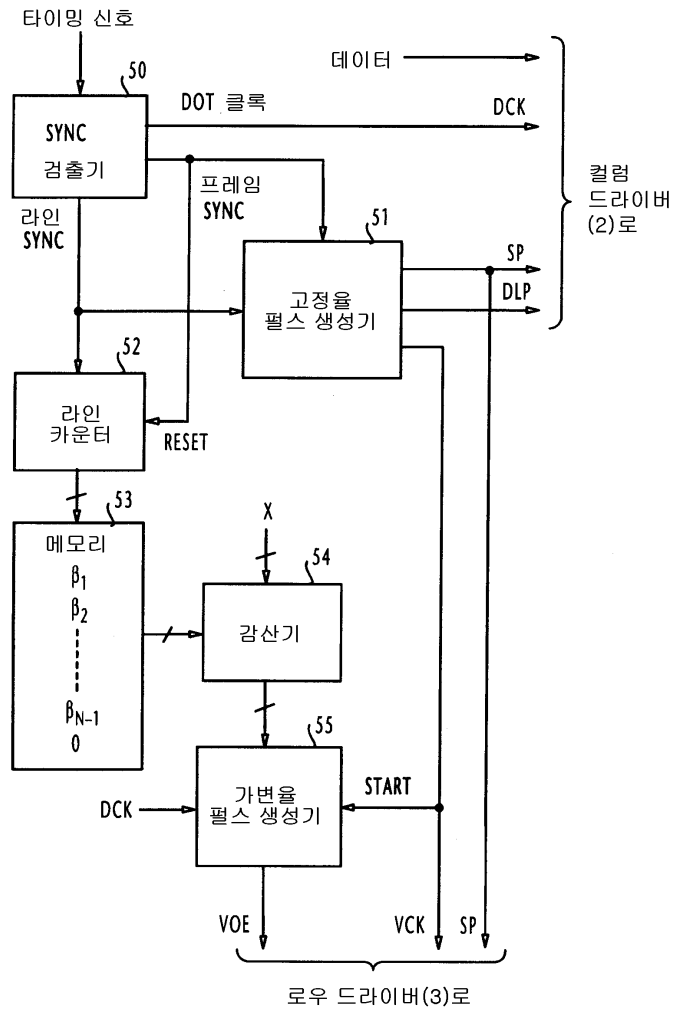 타이밍 신호
데이터
50
DOT 클록
DCK
SYNC
검출기
프레임
SYNC
라인
SYNC
컬럼
드라이버
(2)로
51
고정율
펄스 생성기
SP
DLP
52
라인
카운터
RESET
53
메모리
β1
β2
βN-1
0
X
54
감산기
55
가변율
펄스 생성기
DCK
START
VOE
VCK
SP
로우 드라이버(3)로